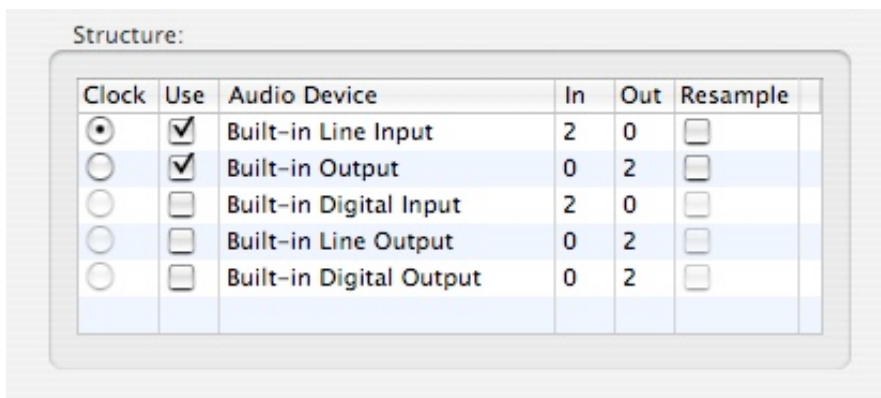 Structure:
Clock Use Audio Device In Out Resample
Built-in Line Input 2 0
Built-in Output 0 2
Built-in Digital Input 2 0
Built-in Line Output 0 2
Built-in Digital Output 0 2